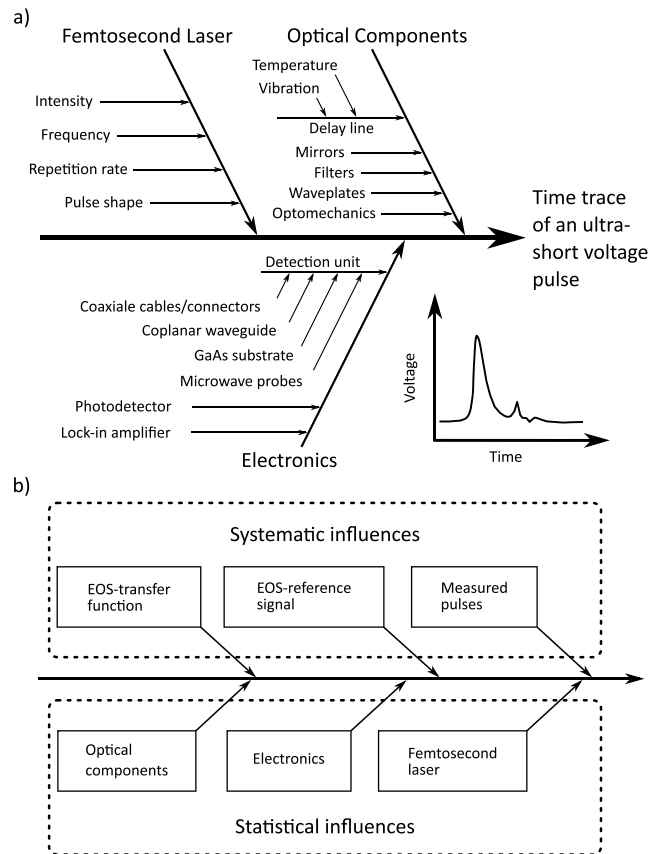 a)
Femtosecond Laser
Optical Components
Temperature
Vibration
Intensity
Delay line
Frequency
Mirrors
Repetition rate
Filters
Waveplates
Pulse shape
Optomechanics
Time trace
of an ultra-
short voltage
pulse
Detection unit
Coaxiale cables/connectors
Coplanar waveguide
GaAs substrate
Microwave probes
Photodetector
Lock-in amplifier
Electronics
Voltage
Time
b)
Systematic influences
EOS-transfer
function
EOS-reference
signal
Measured
pulses
Optical
components
Electronics
Femtosecond
laser
Statistical influences